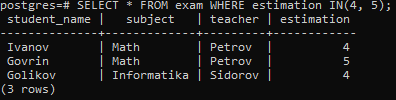 postgres=# SELECT * FROM exam WHERE estimation IN(4, 5);
 student_name |   subject   | teacher | estimation
--------------+-------------+---------+------------
 Ivanov       | Math        | Petrov  |          4
 Govrin       | Math        | Petrov  |          5
 Golikov      | Informatika | Sidorov |          4
(3 rows)